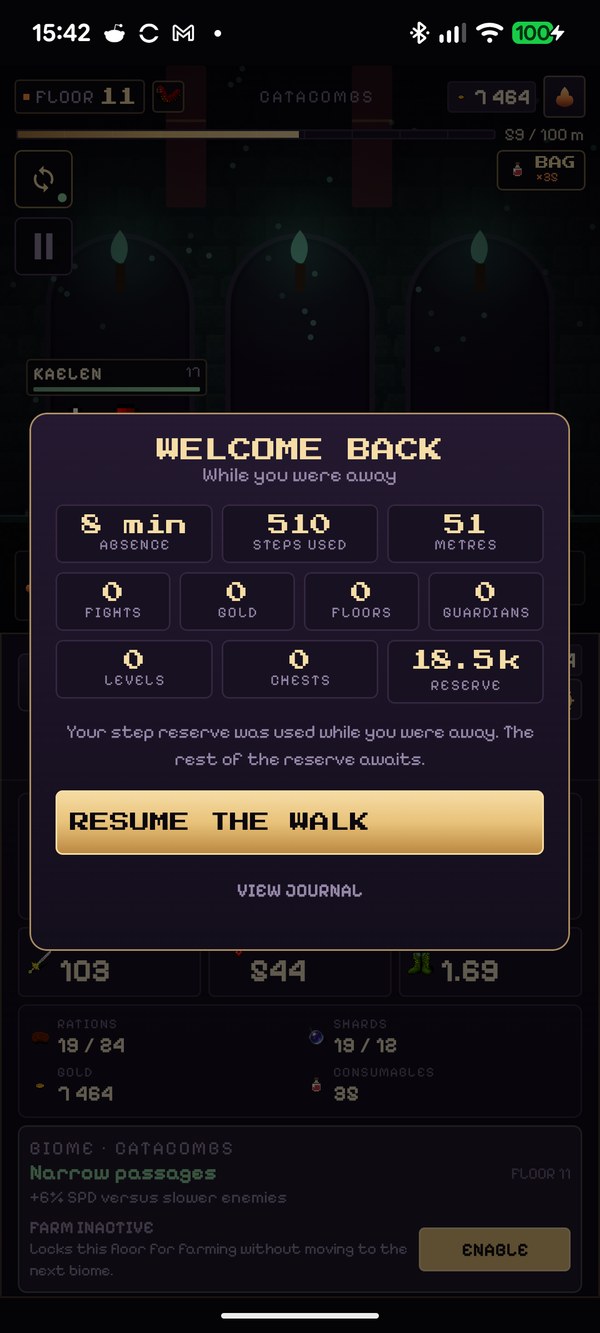 15:42
100
FLOOR 11
CATACOMBS
7 464
59 / 100 m
BAG
×38
KAELEN
17
WELCOME BACK
While you were away
8 min
ABSENCE
510
STEPS USED
51
METRES
0
FIGHTS
0
GOLD
0
FLOORS
0
GUARDIANS
0
LEVELS
0
CHESTS
18.5k
RESERVE
Your step reserve was used while you were away. The
rest of the reserve awaits.
RESUME THE WALK
VIEW JOURNAL
103
844
1.69
RATIONS
19 / 24
SHARDS
19 / 12
GOLD
7 464
CONSUMABLES
38
BIOME · CATACOMBS
Narrow passages
FLOOR 11
+6% SPD versus slower enemies
FARM INACTIVE
Locks this floor for farming without moving to the
next biome.
ENABLE